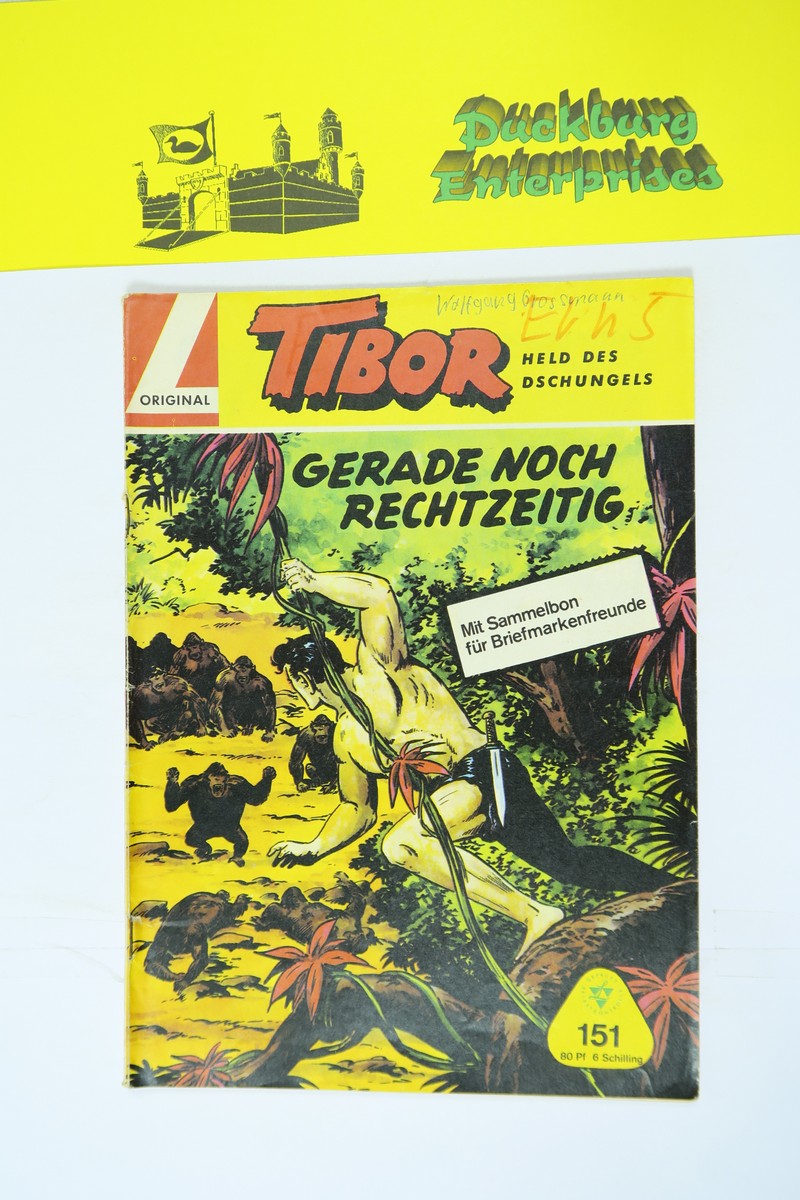 Duckburg
Enterprises
Wolfgang Grossmann
L
ORIGINAL
TIBOR
HELD DES
DSCHUNGELS
GERADE NOCH
RECHTZEITIG
Mit Sammelbon
für Briefmarkenfreunde
151
80 Pf 6 Schilling